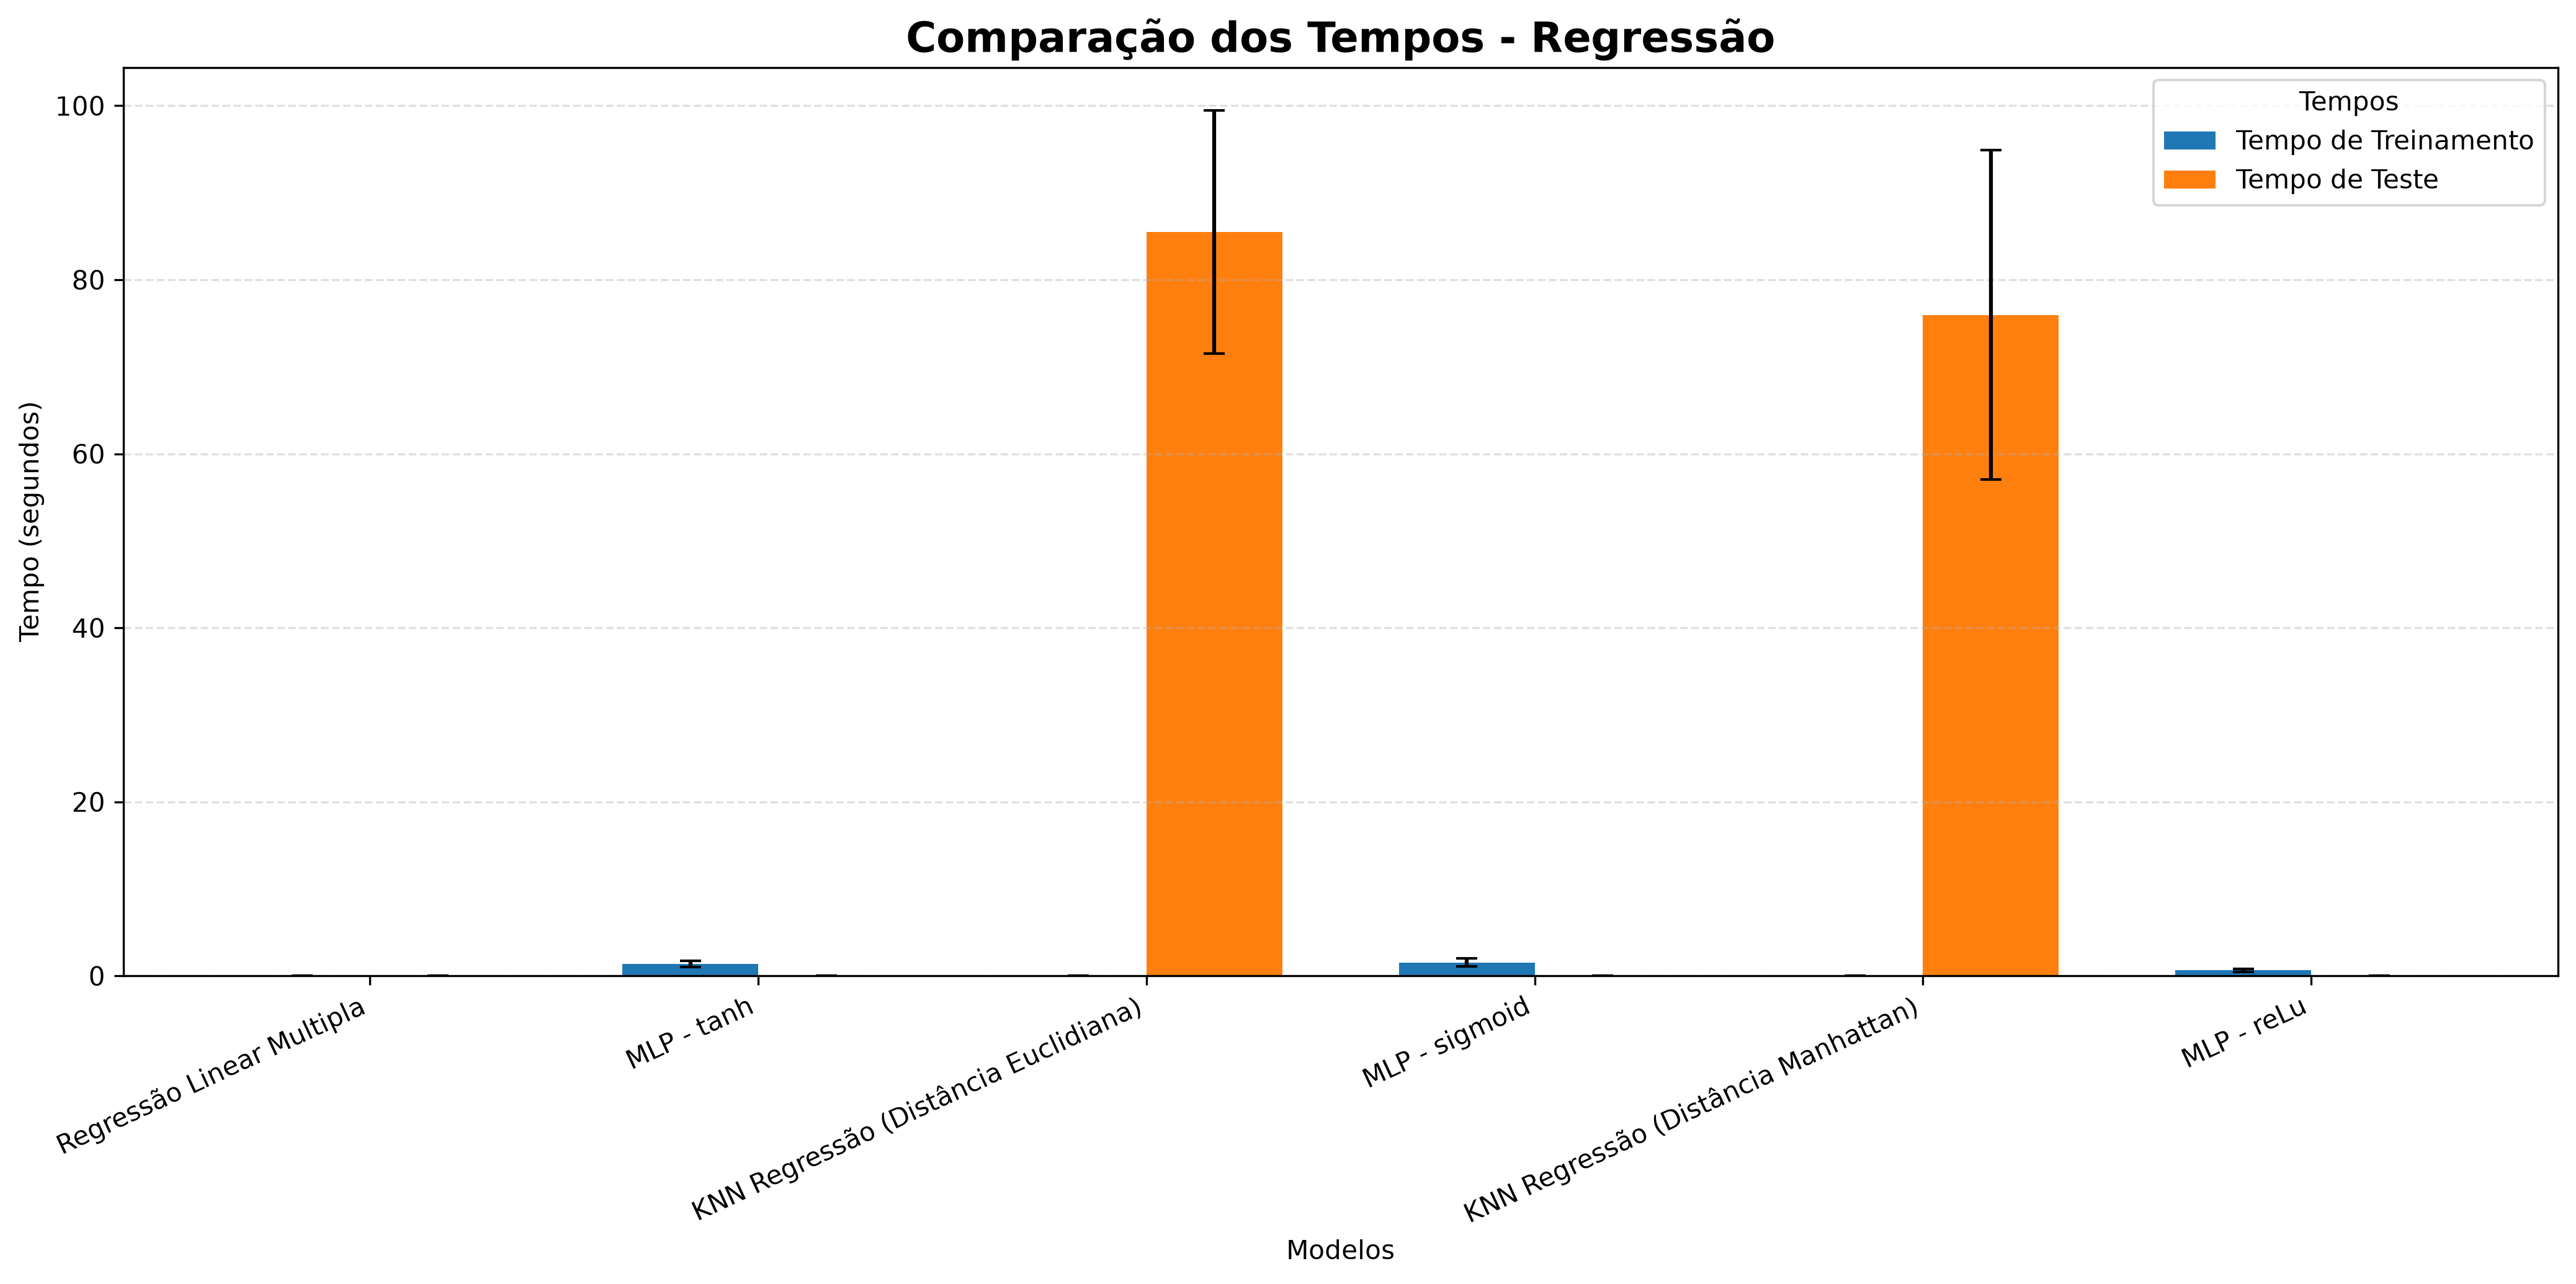 Comparação dos Tempos - Regressão
Tempos
Tempo de Treinamento
Tempo de Teste
Tempo (segundos)
100
80
60
40
20
0
Regressão Linear Multipla
MLP - tanh
KNN Regressão (Distância Euclidiana)
MLP - sigmoid
KNN Regressão (Distância Manhattan)
MLP - reLu
Modelos